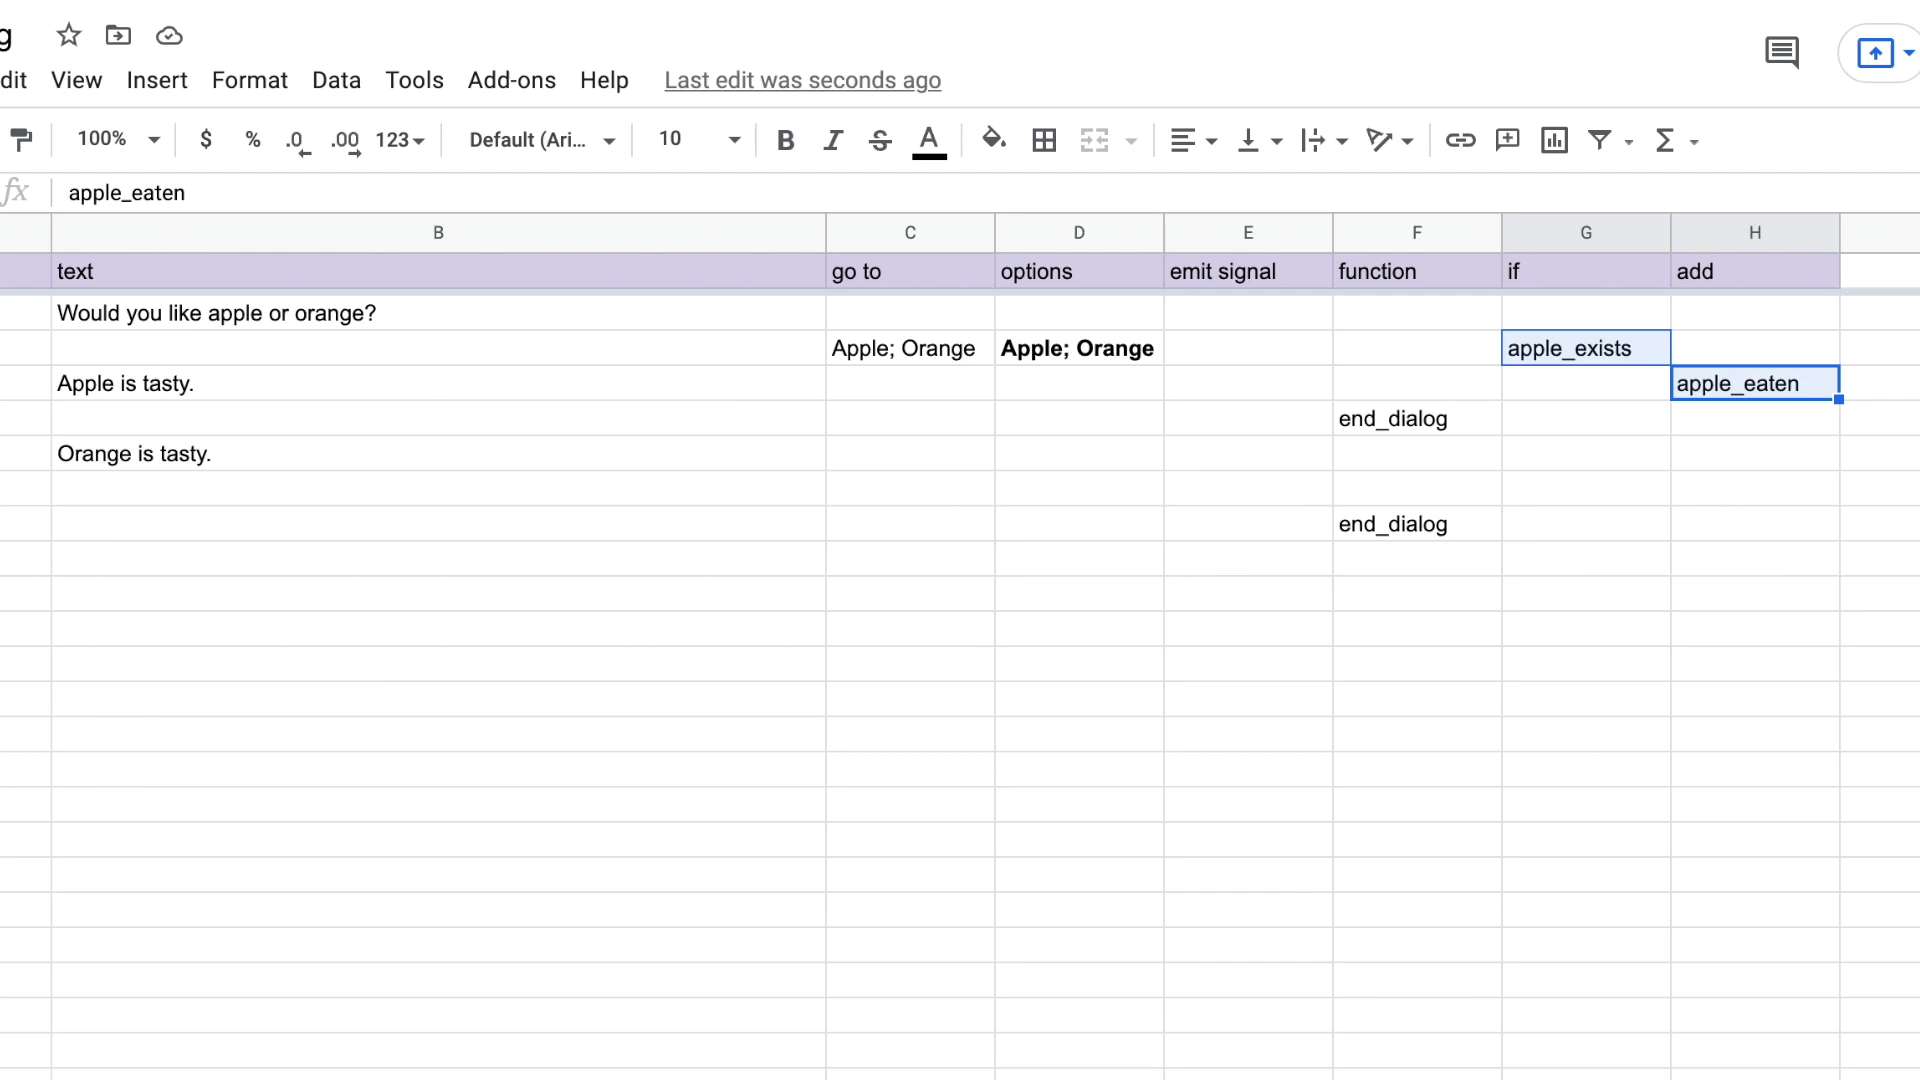 g
dit View Insert Format Data Tools Add-ons Help Last edit was seconds ago
100% $ % .0 .00 123 Default (Ari... 10 B I S A Σ
fx apple_eaten
B C D E F G H
text go to options emit signal function if add
Would you like apple or orange?
Apple; Orange Apple; Orange apple_exists
Apple is tasty. apple_eaten
end_dialog
Orange is tasty.
end_dialog